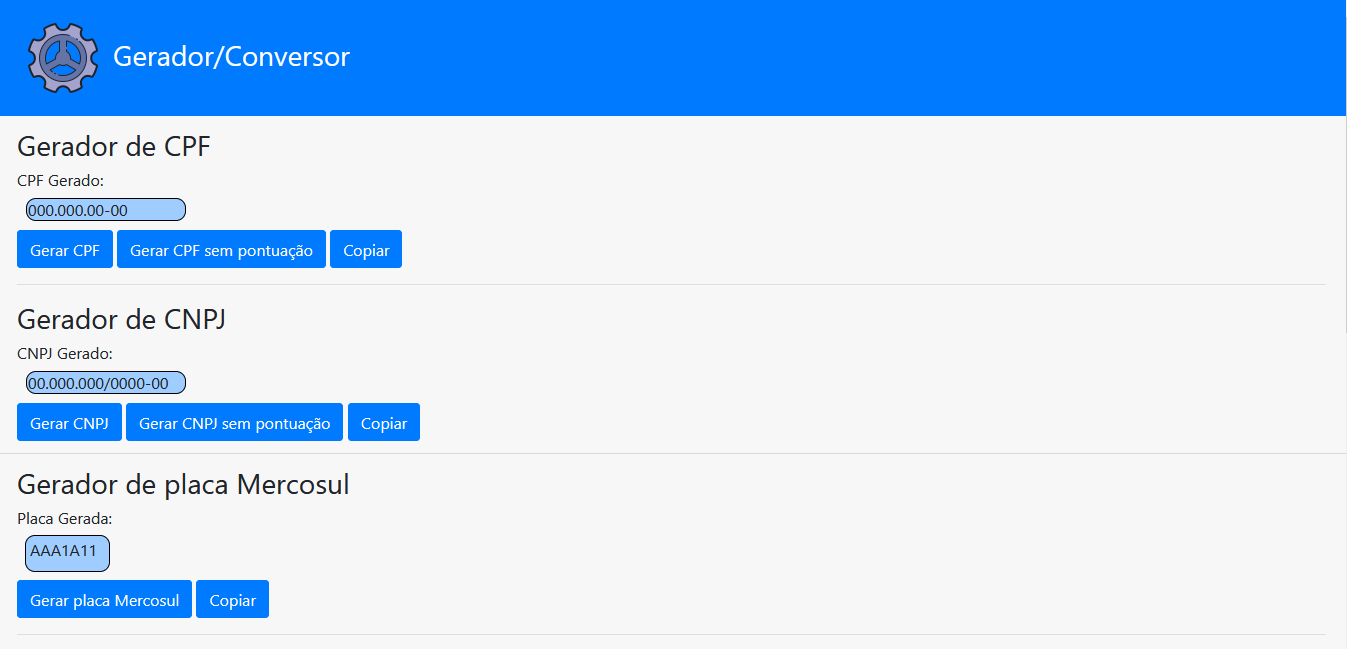 Gerador/Conversor
Gerador de CPF
CPF Gerado:
000.000.00-00
Gerar CPF Gerar CPF sem pontuação Copiar
Gerador de CNPJ
CNPJ Gerado:
00.000.000/0000-00
Gerar CNPJ Gerar CNPJ sem pontuação Copiar
Gerador de placa Mercosul
Placa Gerada:
AAA1A11
Gerar placa Mercosul Copiar